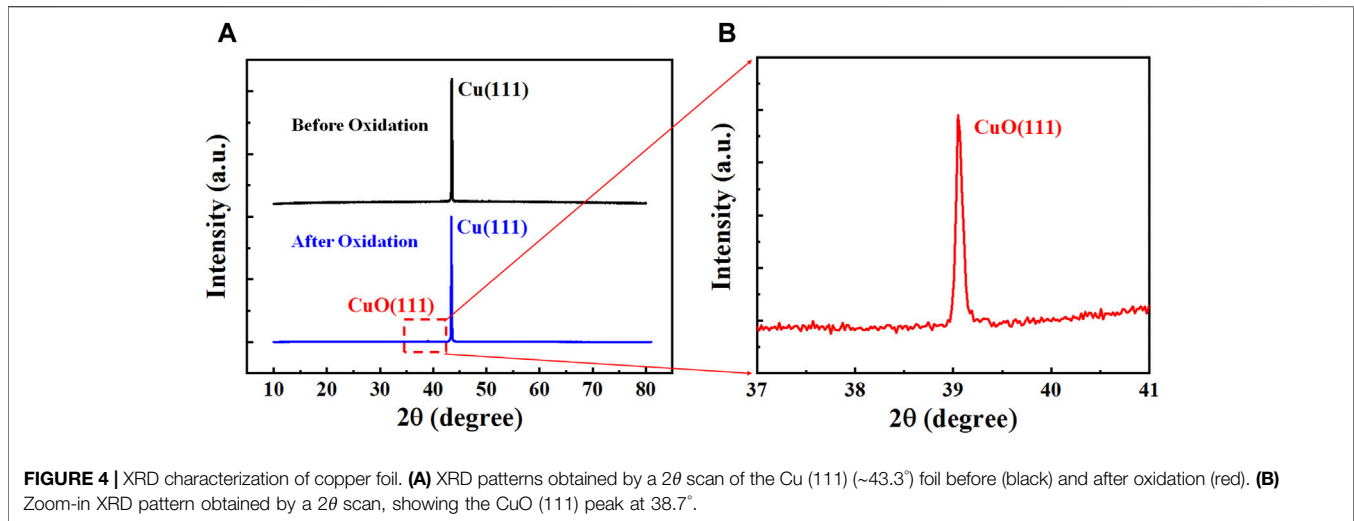 A
B
Cu(111)
Before Oxidation
Cu(111)
After Oxidation
CuO(111)
Intensity (a.u.)
10 20 30 40 50 60 70 80
2θ (degree)
CuO(111)
Intensity (a.u.)
37 38 39 40 41
2θ (degree)
FIGURE 4 | XRD characterization of copper foil. (A) XRD patterns obtained by a 2θ scan of the Cu (111) (~43.3°) foil before (black) and after oxidation (red). (B)
Zoom-in XRD pattern obtained by a 2θ scan, showing the CuO (111) peak at 38.7°.